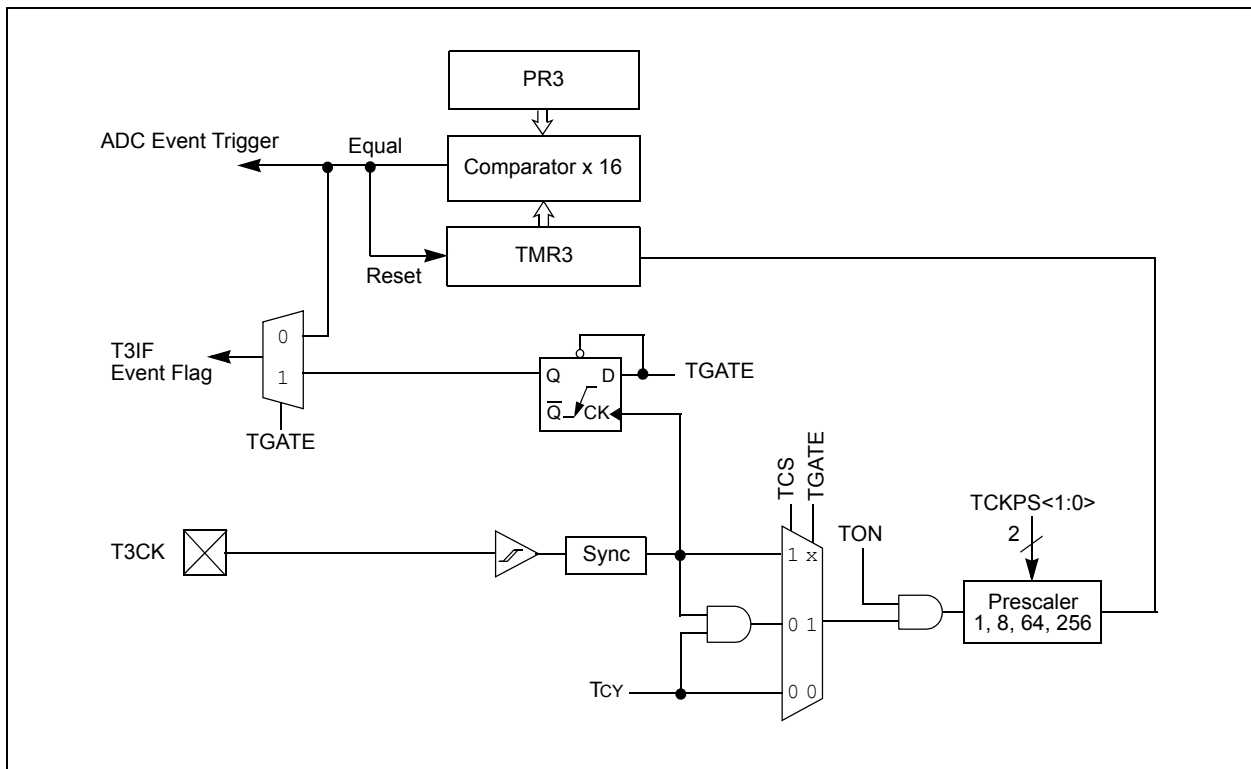 PR3
ADC Event Trigger
Equal
Comparator x 16
TMR3
Reset
0
T3IF
Event Flag
1
Q
D
TGATE
Q̅
CK
TGATE
TCS
TGATE
TCKPS<1:0>
2
T3CK
Sync
1 x
TON
Prescaler
1, 8, 64, 256
0 1
TCY
0 0